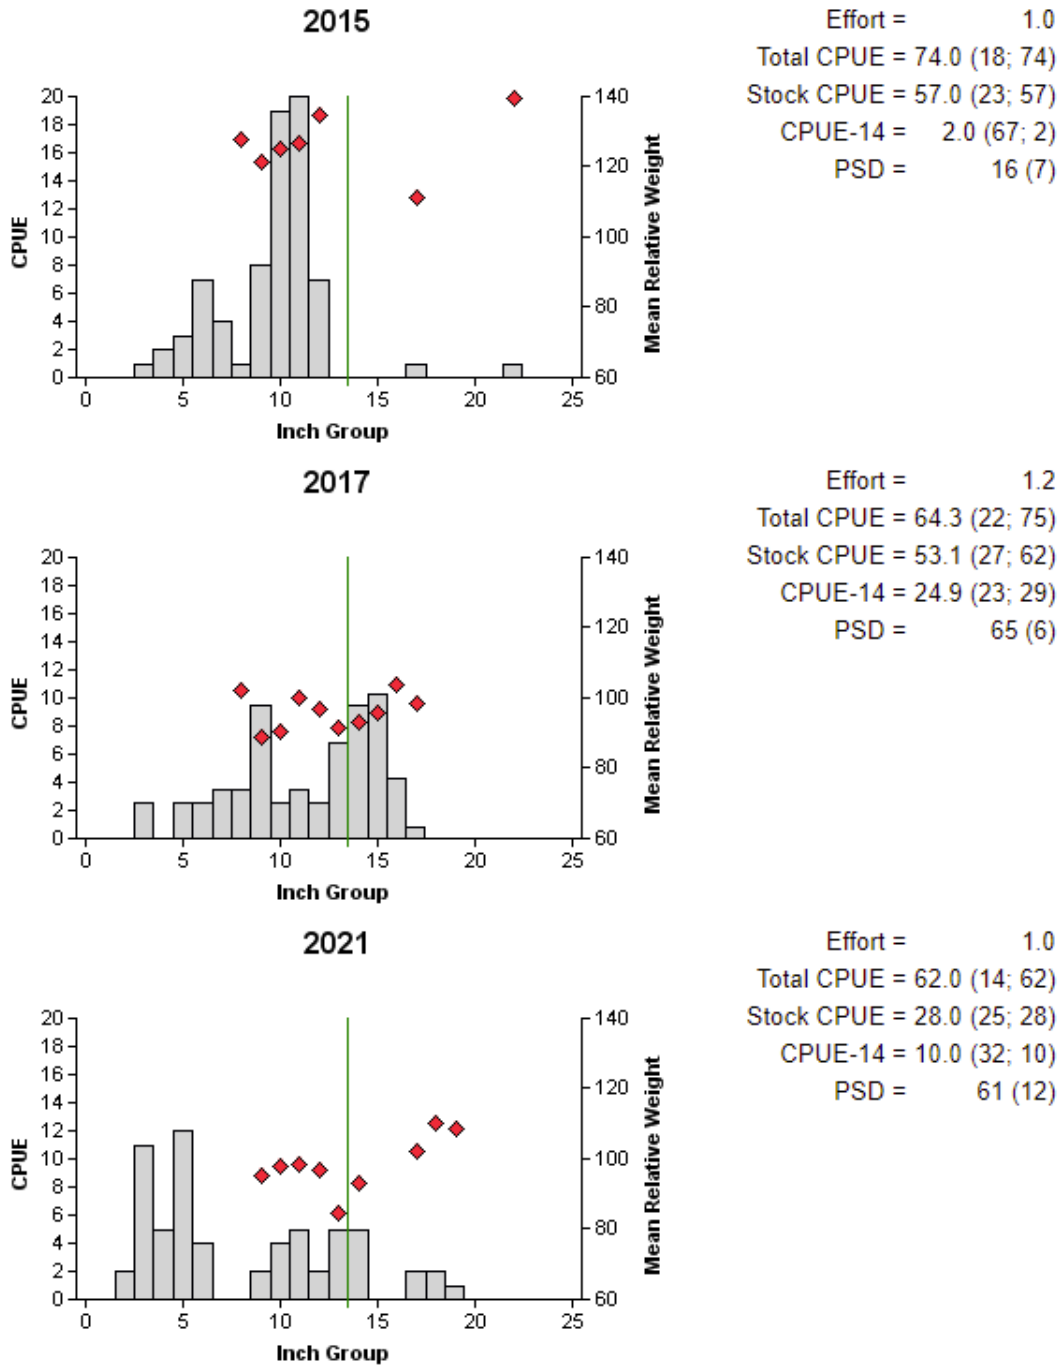 2015
Effort = 1.0
Total CPUE = 74.0 (18; 74)
Stock CPUE = 57.0 (23; 57)
CPUE-14 = 2.0 (67; 2)
PSD = 16 (7)
20 18 16 14 12 10 8 6 4 2 0
CPUE
140 120 100 80 60
Mean Relative Weight
0 5 10 15 20 25
Inch Group
2017
Effort = 1.2
Total CPUE = 64.3 (22; 75)
Stock CPUE = 53.1 (27; 62)
CPUE-14 = 24.9 (23; 29)
PSD = 65 (6)
20 18 16 14 12 10 8 6 4 2 0
CPUE
140 120 100 80 60
Mean Relative Weight
0 5 10 15 20 25
Inch Group
2021
Effort = 1.0
Total CPUE = 62.0 (14; 62)
Stock CPUE = 28.0 (25; 28)
CPUE-14 = 10.0 (32; 10)
PSD = 61 (12)
20 18 16 14 12 10 8 6 4 2 0
CPUE
140 120 100 80 60
Mean Relative Weight
0 5 10 15 20 25
Inch Group